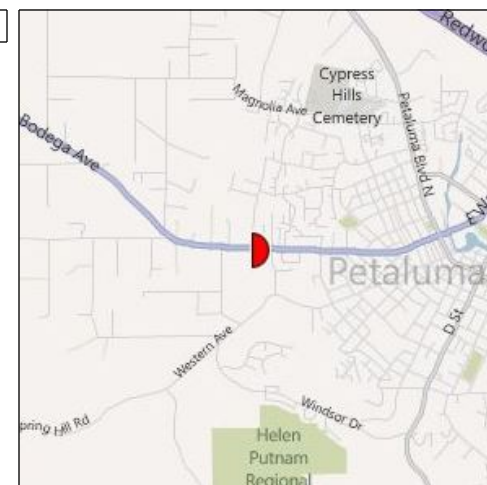 Redwo
Cypress
Hills
Cemetery
Magnolia Ave
Petaluma Blvd N
Bodega Ave
E Wa
Petaluma
D St
Western Ave
Windsor Dr
pring Hill Rd
Helen
Putnam
Regional